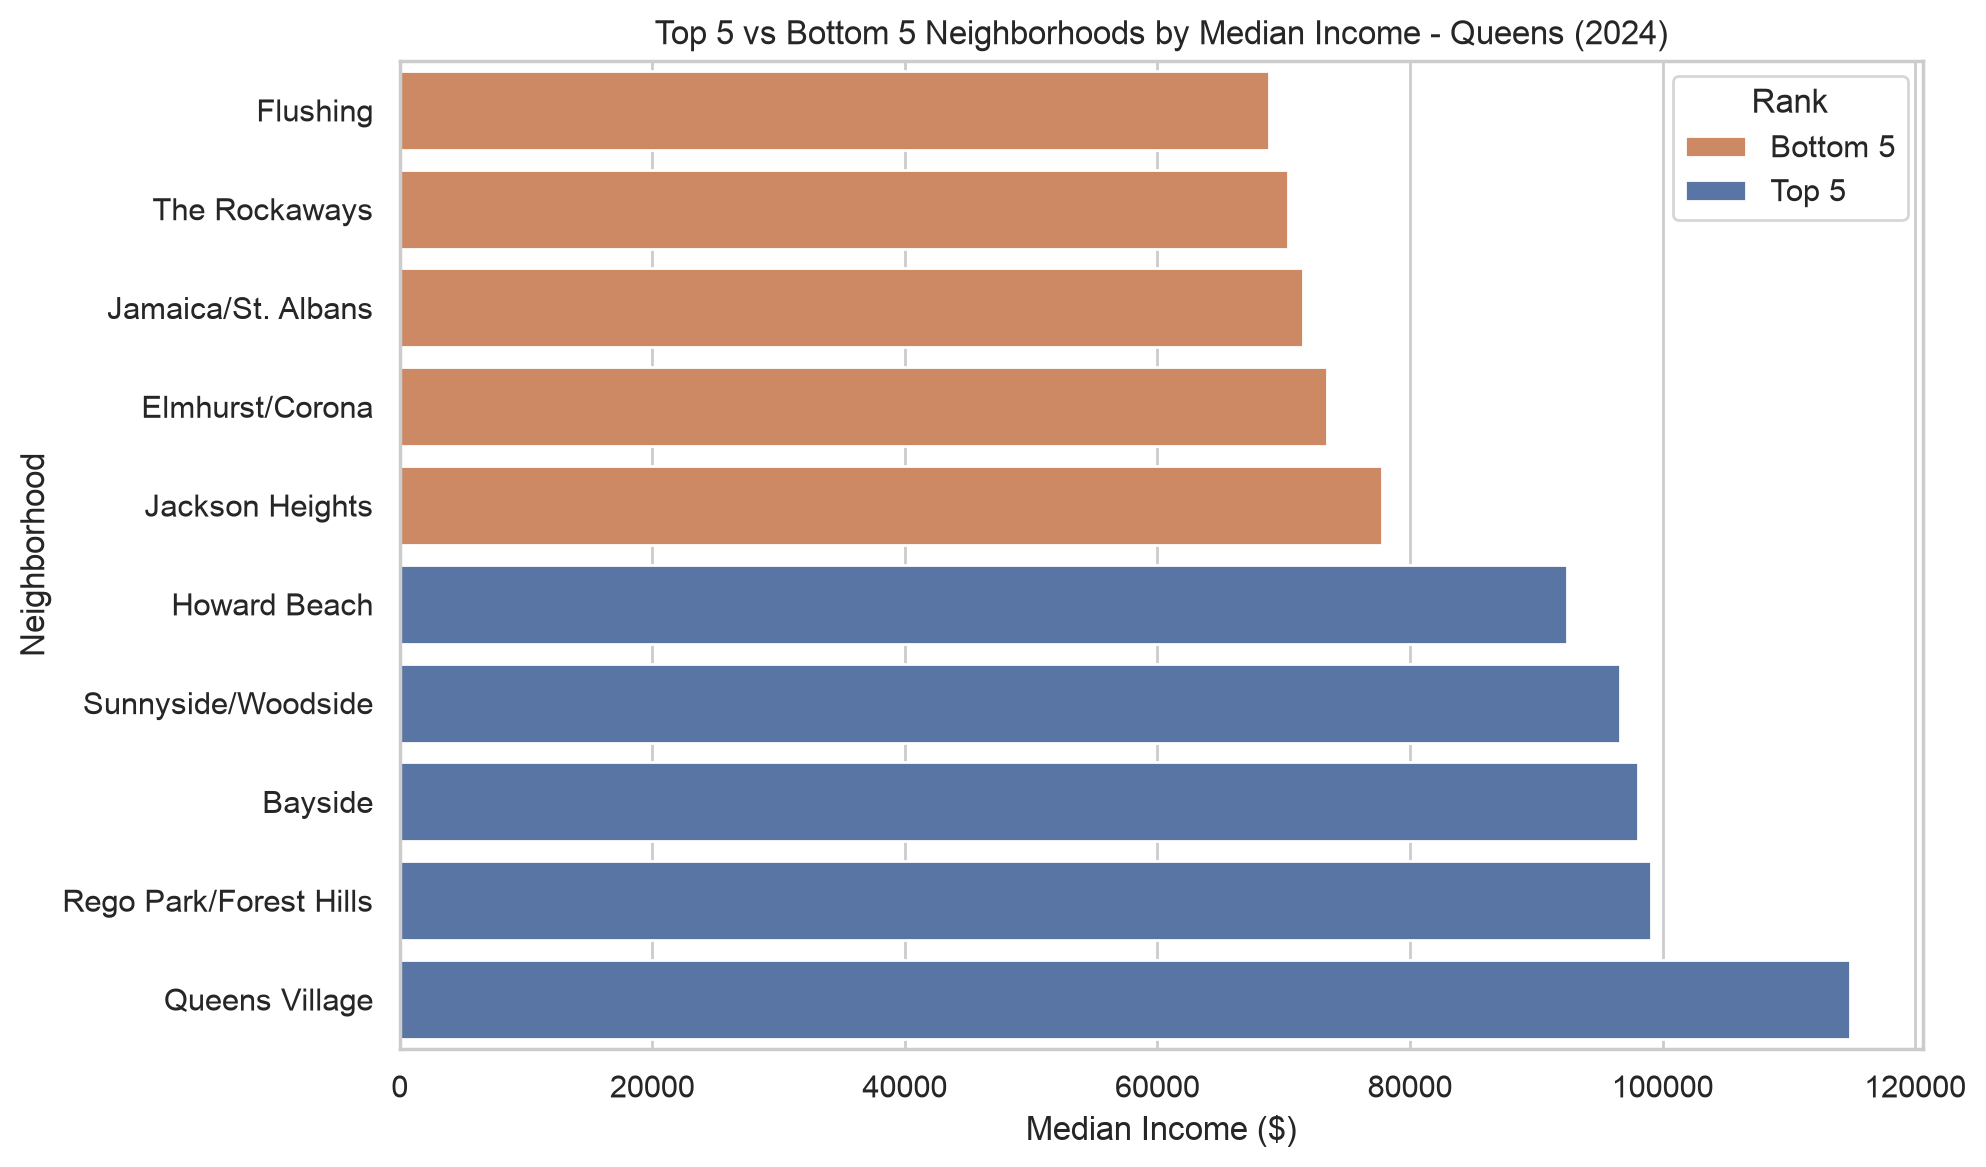 Top 5 vs Bottom 5 Neighborhoods by Median Income - Queens (2024)
Rank
Bottom 5
Top 5
Neighborhood
Flushing
The Rockaways
Jamaica/St. Albans
Elmhurst/Corona
Jackson Heights
Howard Beach
Sunnyside/Woodside
Bayside
Rego Park/Forest Hills
Queens Village
0 20000 40000 60000 80000 100000 120000
Median Income ($)